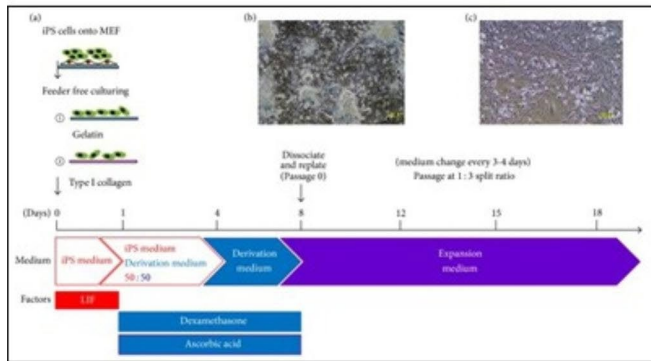 (a)
iPS cells onto MEF
Feeder free culturing
①
Gelatin
②
Type I collagen
(b)
(c)
Dissociate
and replate
(Passage 0)
(medium change every 3-4 days)
Passage at 1 : 3 split ratio
(Days) 0 1 4 8 12 15 18
Medium
iPS medium
iPS medium
Derivation medium
50 : 50
Derivation
medium
Expansion
medium
Factors
LIF
Dexamethasone
Ascorbic acid